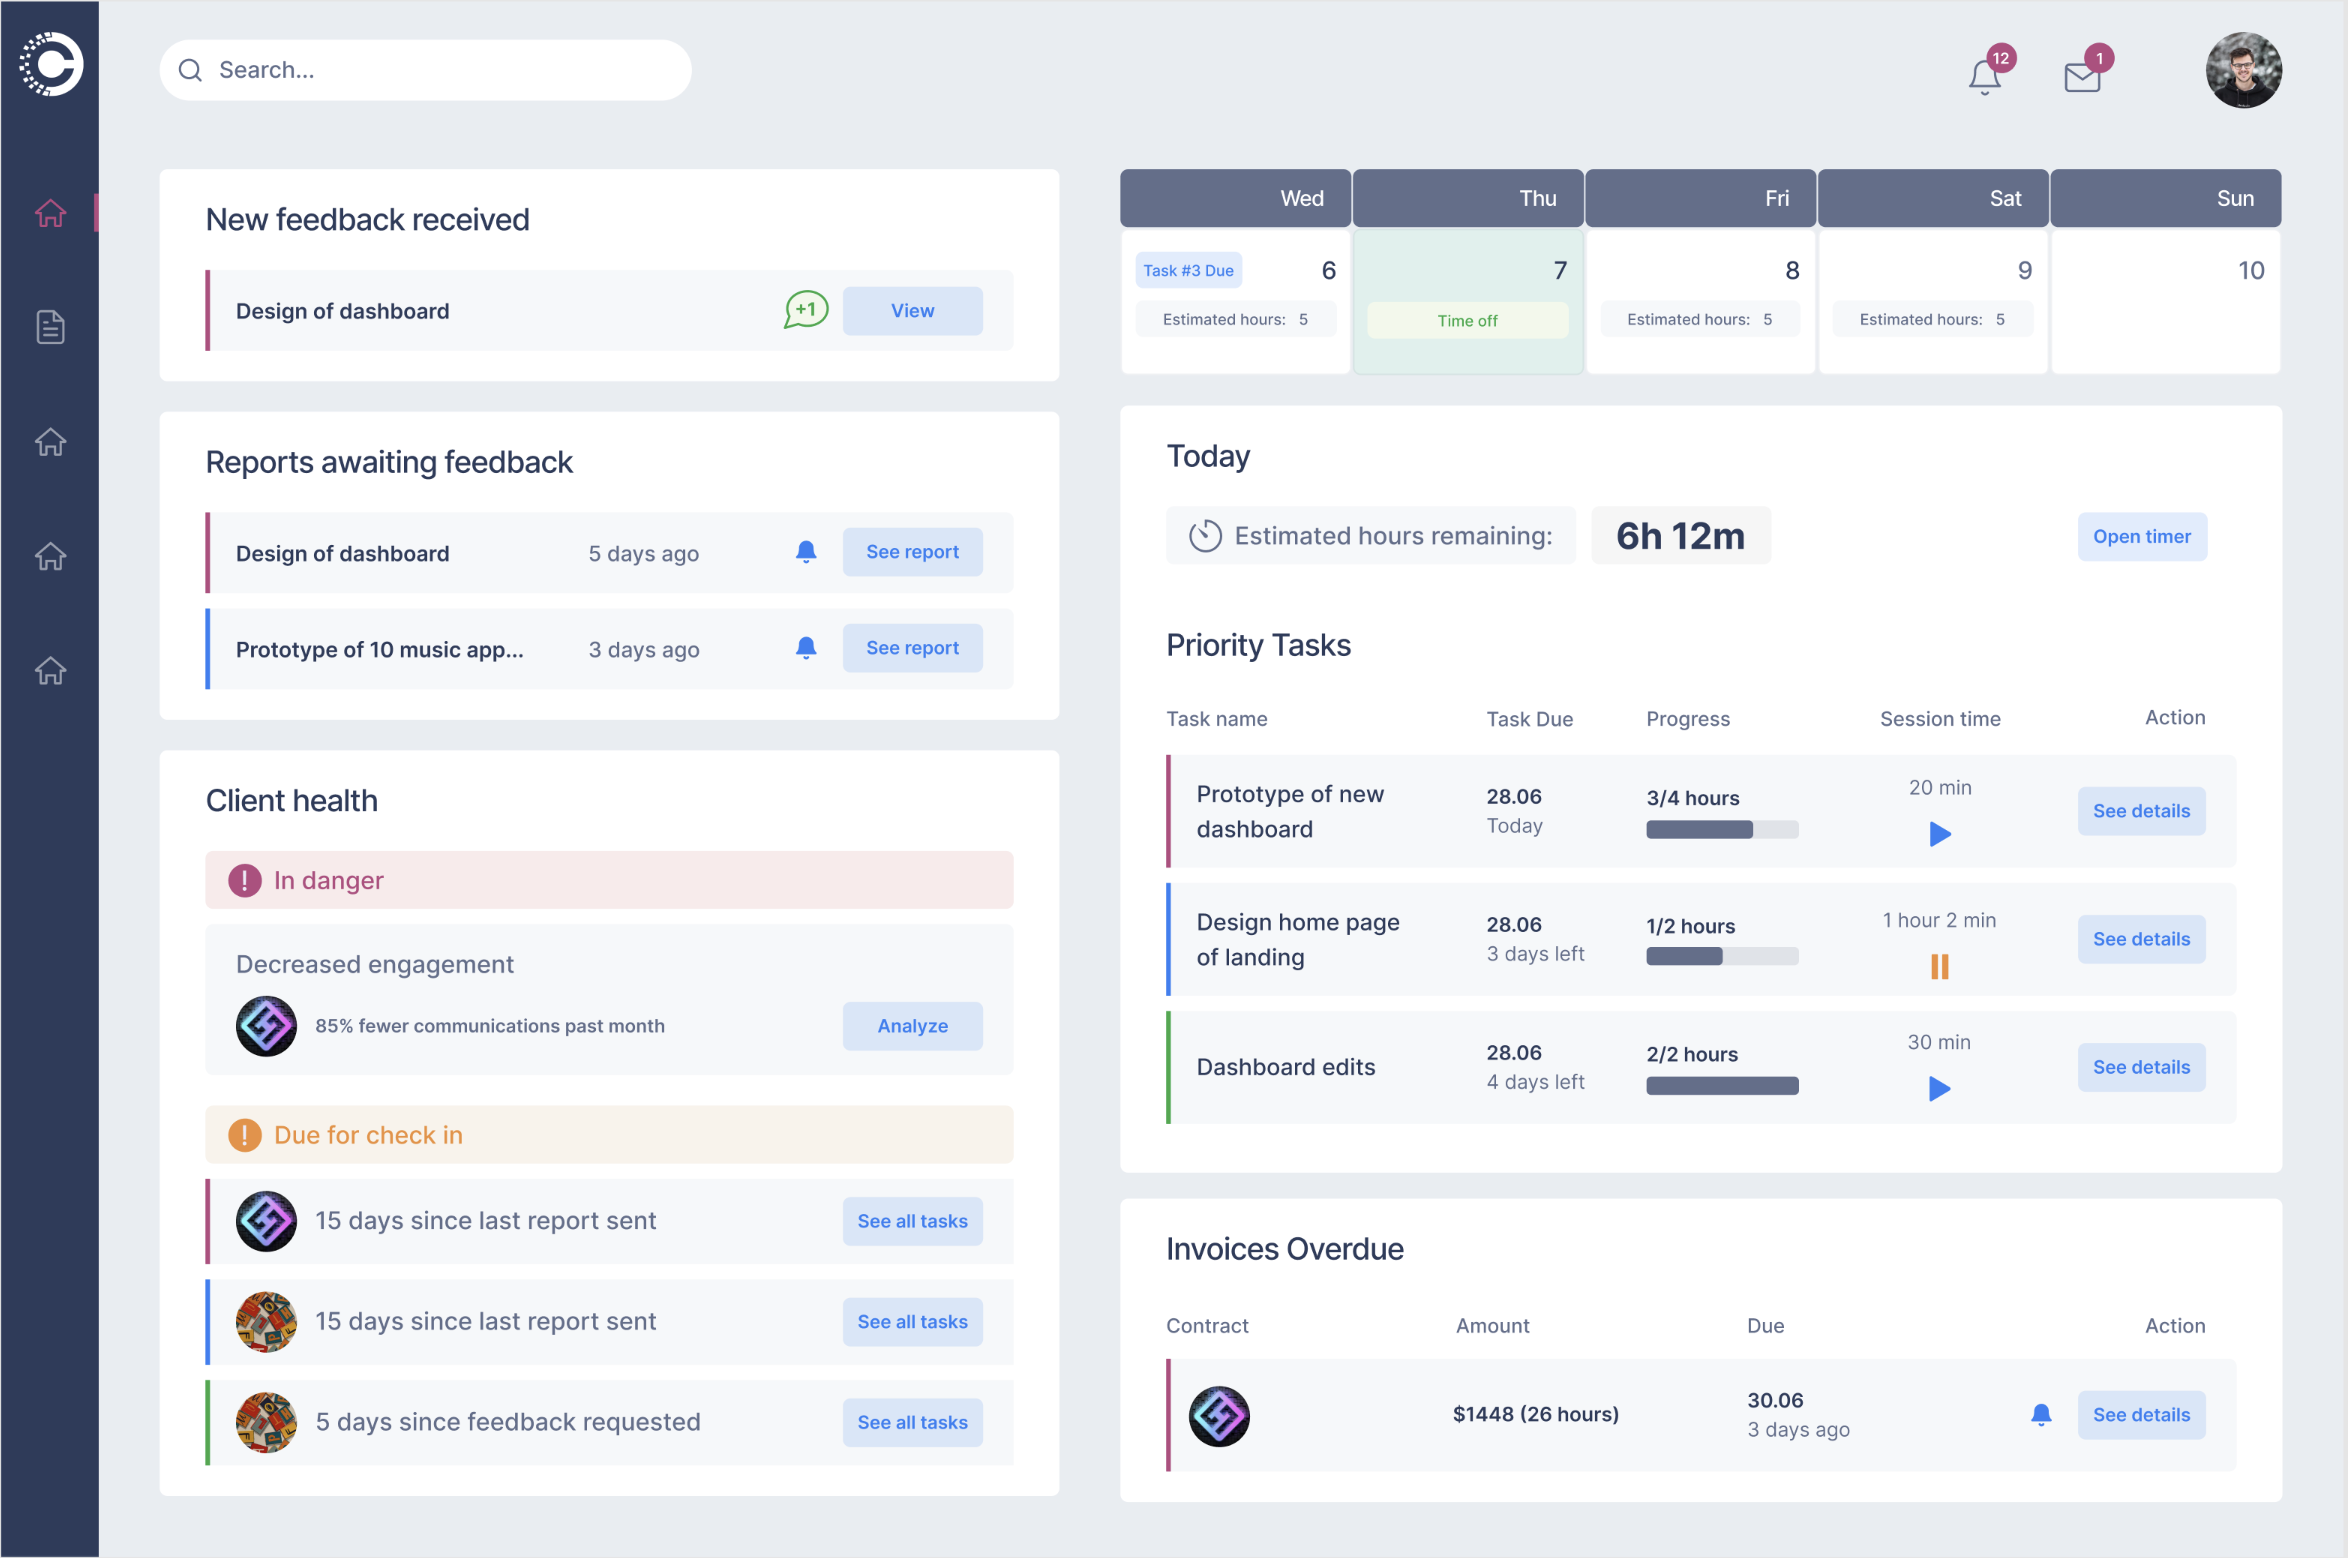 Search...
12
1
New feedback received
Design of dashboard
+1
View
Reports awaiting feedback
Design of dashboard
5 days ago
See report
Prototype of 10 music app...
3 days ago
See report
Client health
! In danger
Decreased engagement
85% fewer communications past month
Analyze
! Due for check in
15 days since last report sent
See all tasks
15 days since last report sent
See all tasks
5 days since feedback requested
See all tasks
Wed
Thu
Fri
Sat
Sun
Task #3 Due
6
Estimated hours: 5
7
Time off
8
Estimated hours: 5
9
Estimated hours: 5
10
Today
Estimated hours remaining:
6h 12m
Open timer
Priority Tasks
Task name
Task Due
Progress
Session time
Action
Prototype of new
dashboard
28.06
Today
3/4 hours
20 min
See details
Design home page
of landing
28.06
3 days left
1/2 hours
1 hour 2 min
See details
Dashboard edits
28.06
4 days left
2/2 hours
30 min
See details
Invoices Overdue
Contract
Amount
Due
Action
$1448 (26 hours)
30.06
3 days ago
See details